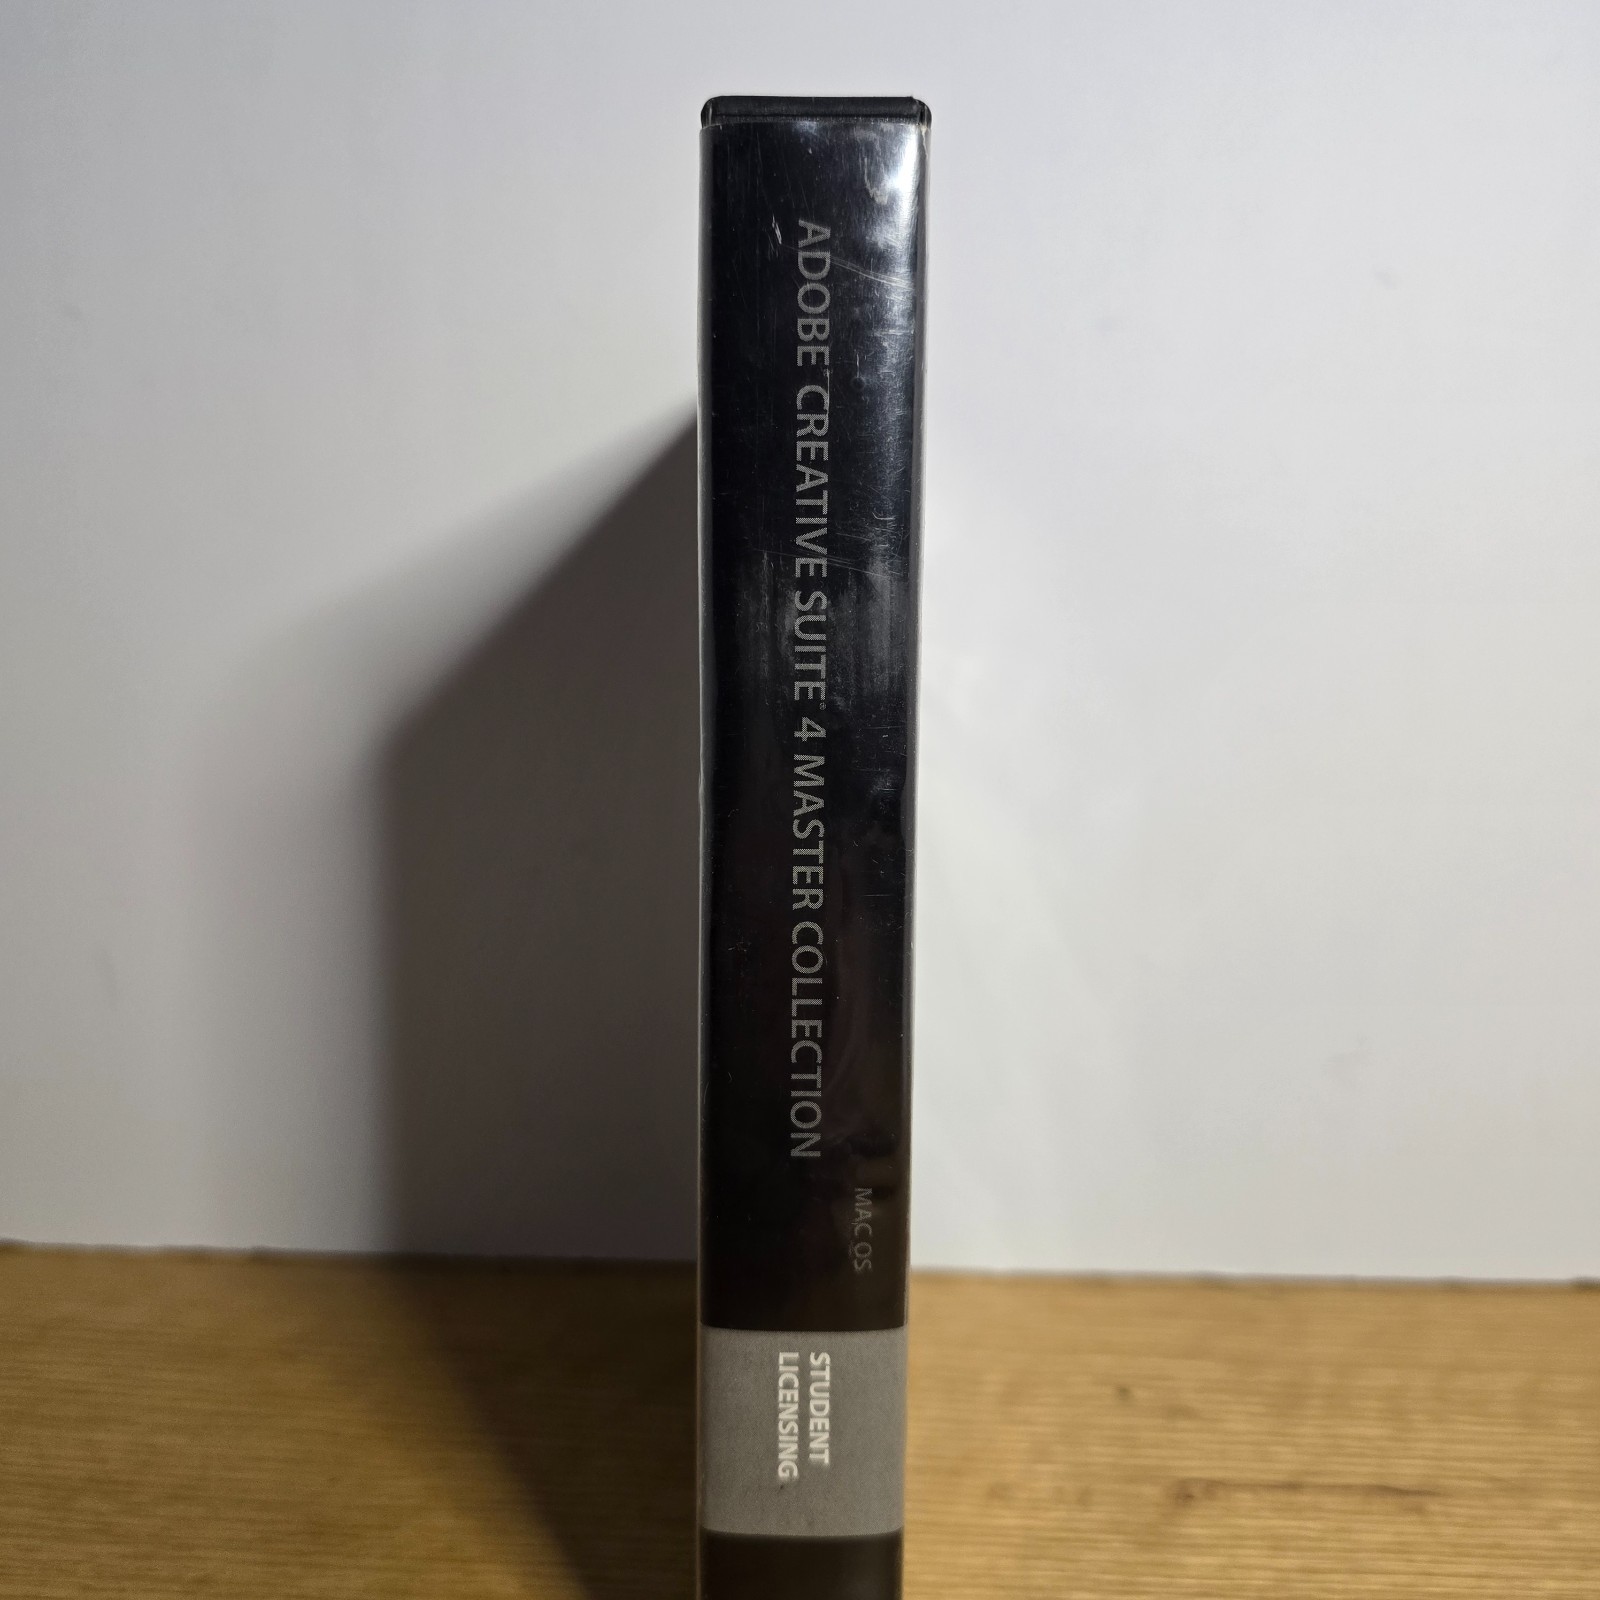 ADOBE® CREATIVE SUITE® 4 MASTER COLLECTION
MAC OS
STUDENT
LICENSING